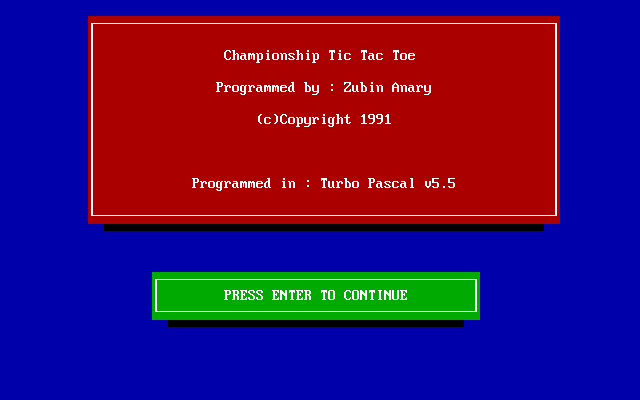 Championship Tic Tac Toe
Programmed by : Zubin Anary
(c)Copyright 1991
Programmed in : Turbo Pascal v5.5
PRESS ENTER TO CONTINUE